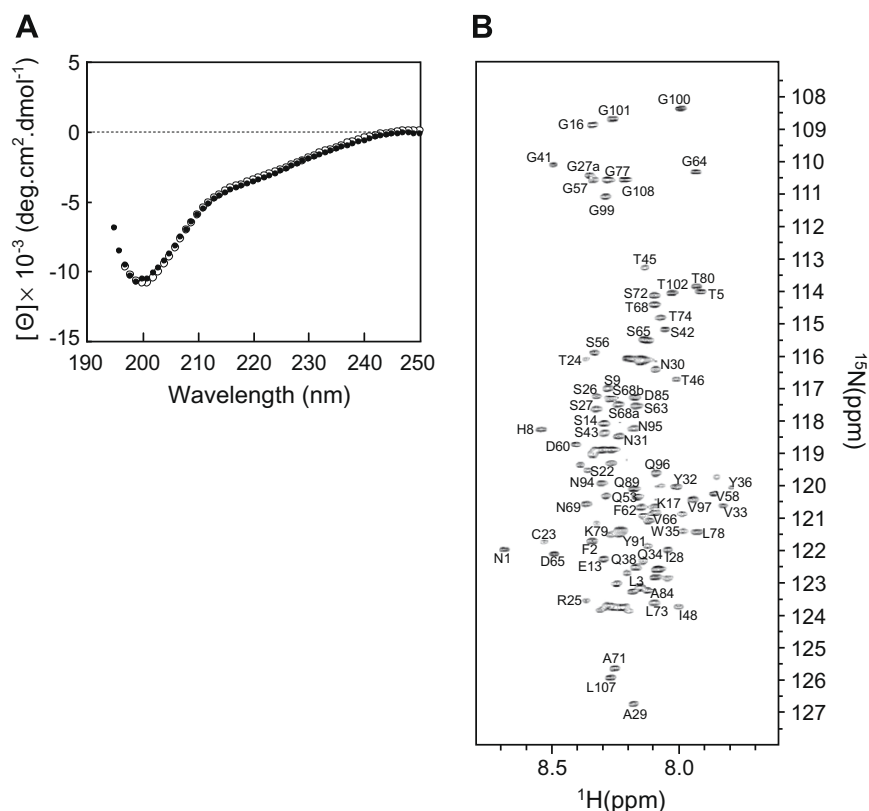 A
B
[Θ] × 10⁻³ (deg.cm².dmol⁻¹)
5
0
-5
-10
-15
190 200 210 220 230 240 250
Wavelength (nm)
G100
G101
G16
G41
G27a
G77
G64
G57
G108
G99
T45
T80
T102
S72
T5
T68
T74
S65
S42
S56
T24
N30
T46
S9
S26
S68b
D85
S27
S68a
S63
S14
N95
H8
S43
N31
D60
Q96
S22
Y32
Y36
N94
Q89
V58
Q53
K17
N69
F62
V97
V33
V66
K79
W35
L78
C23
Y91
F2
N1
Q34
I28
D65
E13
Q38
L3
A84
R25
L73
I48
A71
L107
A29
108
109
110
111
112
113
114
115
116
117
118
119
120
121
122
123
124
125
126
127
¹⁵N(ppm)
8.5 8.0
¹H(ppm)